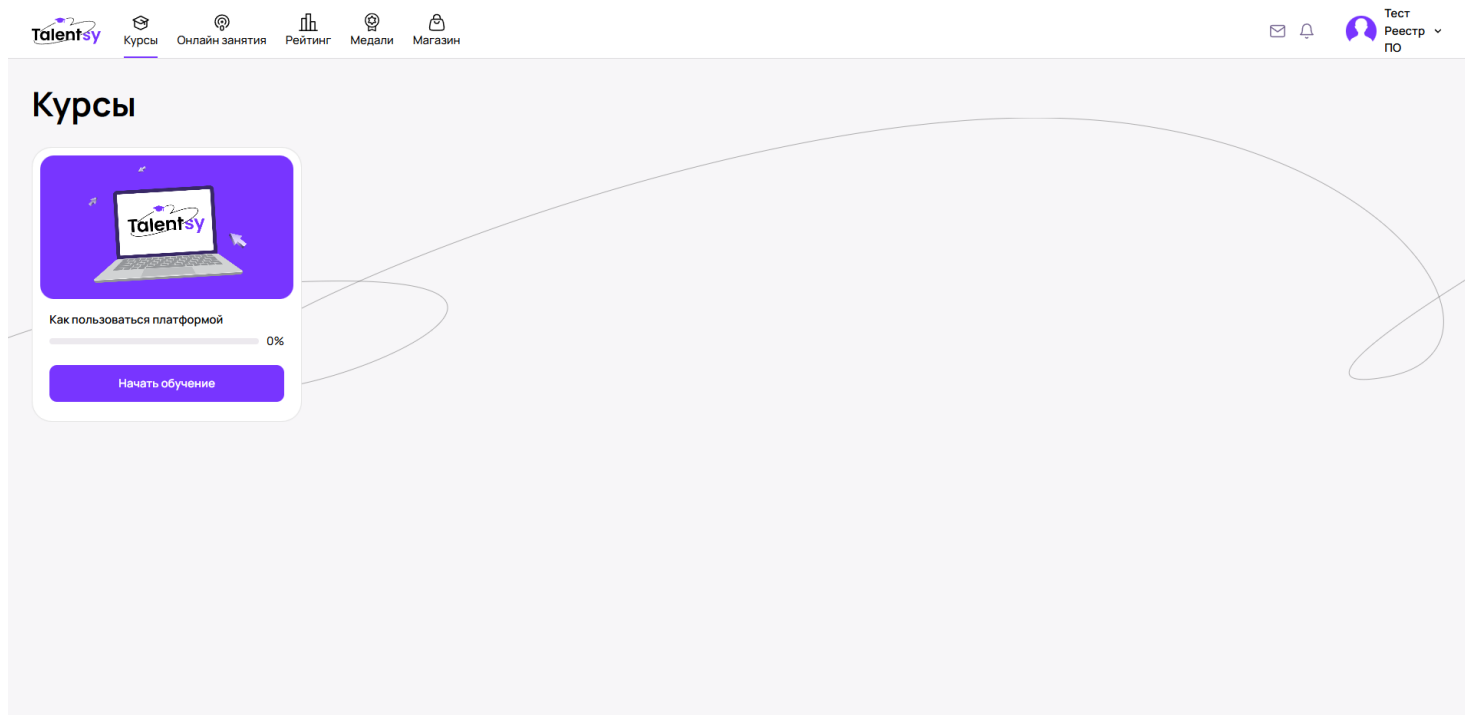 Talentsy
Курсы
Онлайн занятия
Рейтинг
Медали
Магазин
Тест
Реестр
ПО
Курсы
Talentsy
Как пользоваться платформой
0%
Начать обучение